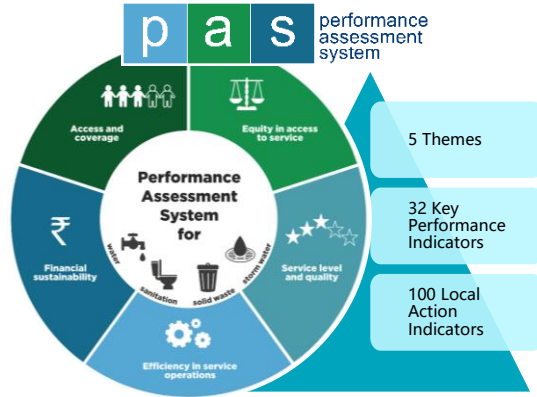 p a s
performance
assessment
system
Access and
coverage
Equity in access
to service
Performance
Assessment
System
for
water
sanitation
solid waste
storm water
₹
Financial
sustainability
Service level
and quality
Efficiency in service
operations
5 Themes
32 Key
Performance
Indicators
100 Local
Action
Indicators